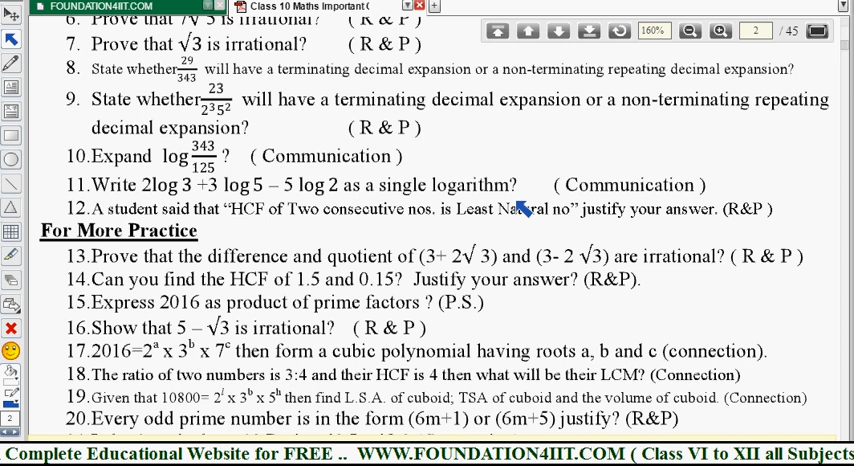 FOUNDATION4IIT.COM
Class 10 Maths Important (
160%
2 / 45
6. Prove that 7√ 5 is irrational? ( R & P )
7. Prove that √3 is irrational? ( R & P )
8. State whether 29/343 will have a terminating decimal expansion or a non-terminating repeating decimal expansion?
9. State whether 23/2³5² will have a terminating decimal expansion or a non-terminating repeating
decimal expansion? ( R & P )
10.Expand log 343/125 ? ( Communication )
11.Write 2log 3 +3 log 5 – 5 log 2 as a single logarithm? ( Communication )
12.A student said that “HCF of Two consecutive nos. is Least Natural no” justify your answer. (R&P )
For More Practice
13.Prove that the difference and quotient of (3+ 2√ 3) and (3- 2 √3) are irrational? ( R & P )
14.Can you find the HCF of 1.5 and 0.15? Justify your answer? (R&P).
15.Express 2016 as product of prime factors ? (P.S.)
16.Show that 5 – √3 is irrational? ( R & P )
17.2016=2ᵃ x 3ᵇ x 7ᶜ then form a cubic polynomial having roots a, b and c (connection).
18.The ratio of two numbers is 3:4 and their HCF is 4 then what will be their LCM? (Connection)
19.Given that 10800= 2ˡ x 3ᵇ x 5ʰ then find L.S.A. of cuboid; TSA of cuboid and the volume of cuboid. (Connection)
20.Every odd prime number is in the form (6m+1) or (6m+5) justify? (R&P)
2
Complete Educational Website for FREE .. WWW.FOUNDATION4IIT.COM ( Class VI to XII all Subjects